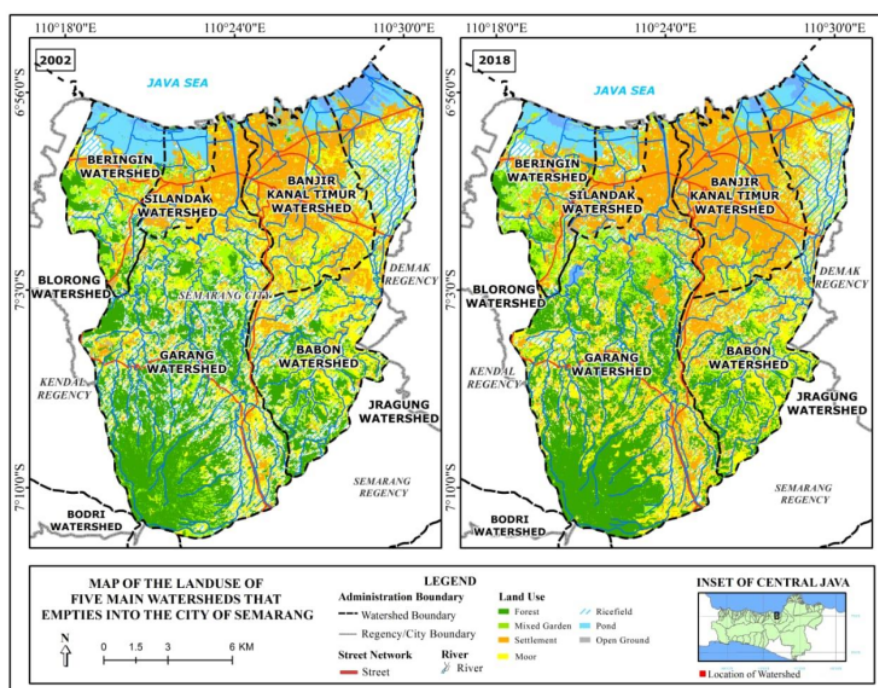 110°18'0"E 110°24'0"E 110°30'0"E
6°56'0"S
7°3'0"S
7°10'0"S
2002
JAVA SEA
BERINGIN
WATERSHED
SILANDAK
WATERSHED
BANJIR
KANAL TIMUR
WATERSHED
BLORONG
WATERSHED
DEMAK
REGENCY
SEMARANG CITY
GARANG
WATERSHED
BABON
WATERSHED
KENDAL
REGENCY
JRAGUNG
WATERSHED
SEMARANG
REGENCY
BODRI
WATERSHED
110°18'0"E 110°24'0"E 110°30'0"E
6°56'0"S
7°3'0"S
7°10'0"S
2018
JAVA SEA
BERINGIN
WATERSHED
SILANDAK
WATERSHED
BANJIR
KANAL TIMUR
WATERSHED
BLORONG
WATERSHED
DEMAK
REGENCY
SEMARANG CITY
GARANG
WATERSHED
BABON
WATERSHED
KENDAL
REGENCY
JRAGUNG
WATERSHED
SEMARANG
REGENCY
BODRI
WATERSHED
MAP OF THE LANDUSE OF
FIVE MAIN WATERSHEDS THAT
EMPTIES INTO THE CITY OF SEMARANG
N
0 1.5 3 6 KM
LEGEND
Administration Boundary
Watershed Boundary
Regency/City Boundary
Street Network
Street
River
River
Land Use
Forest
Mixed Garden
Settlement
Moor
Ricefield
Pond
Open Ground
INSET OF CENTRAL JAVA
Location of Watershed